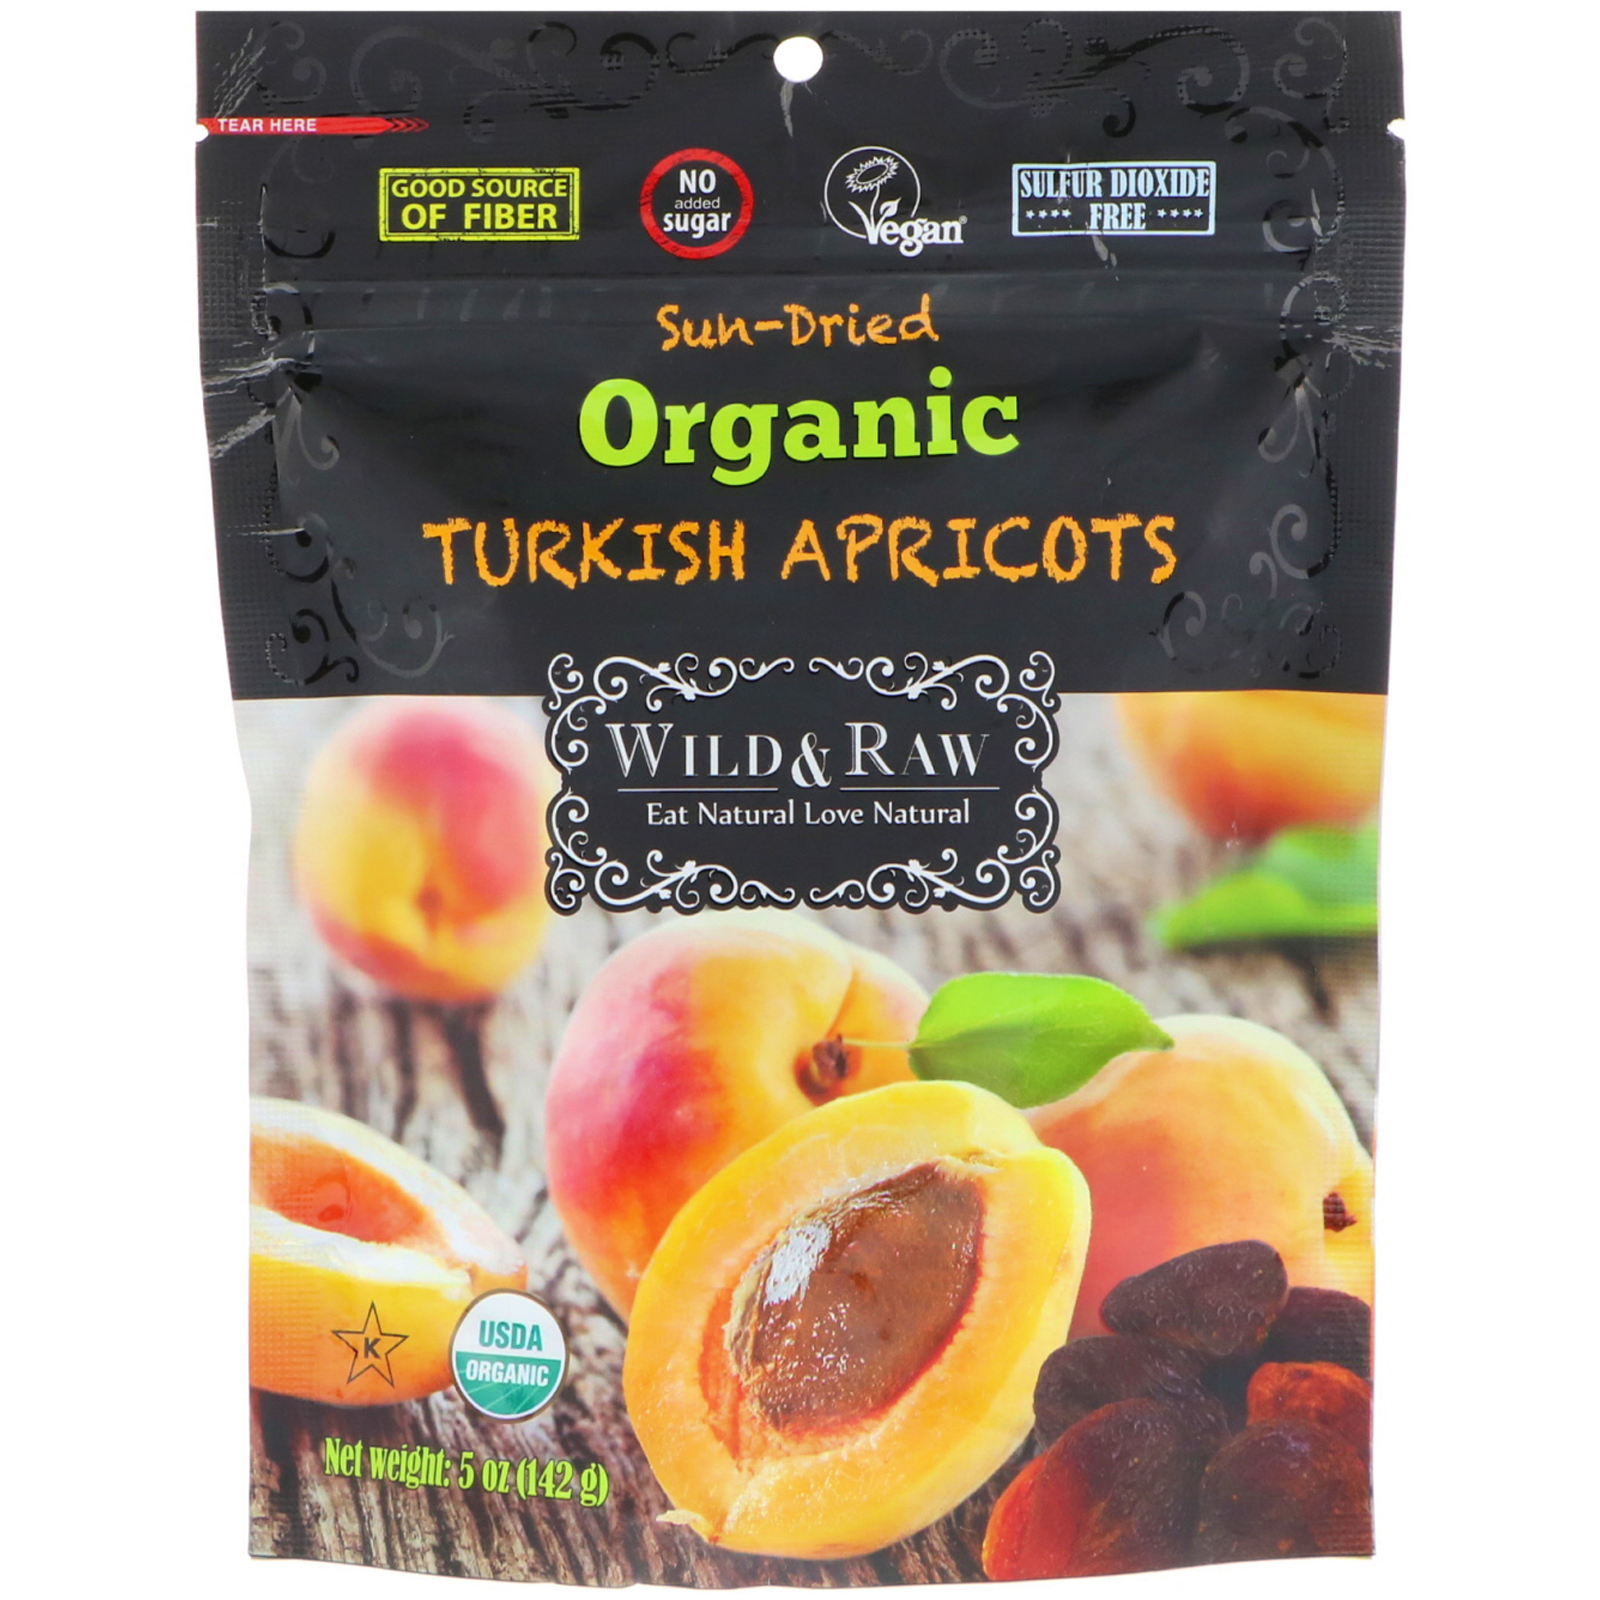 TEAR HERE
GOOD SOURCE
OF FIBER
NO
added
sugar
Vegan®
SULFUR DIOXIDE
FREE
Sun-Dried
Organic
TURKISH APRICOTS
WILD & RAW
Eat Natural Love Natural
K
USDA
ORGANIC
Net weight: 5 oz (142 g)